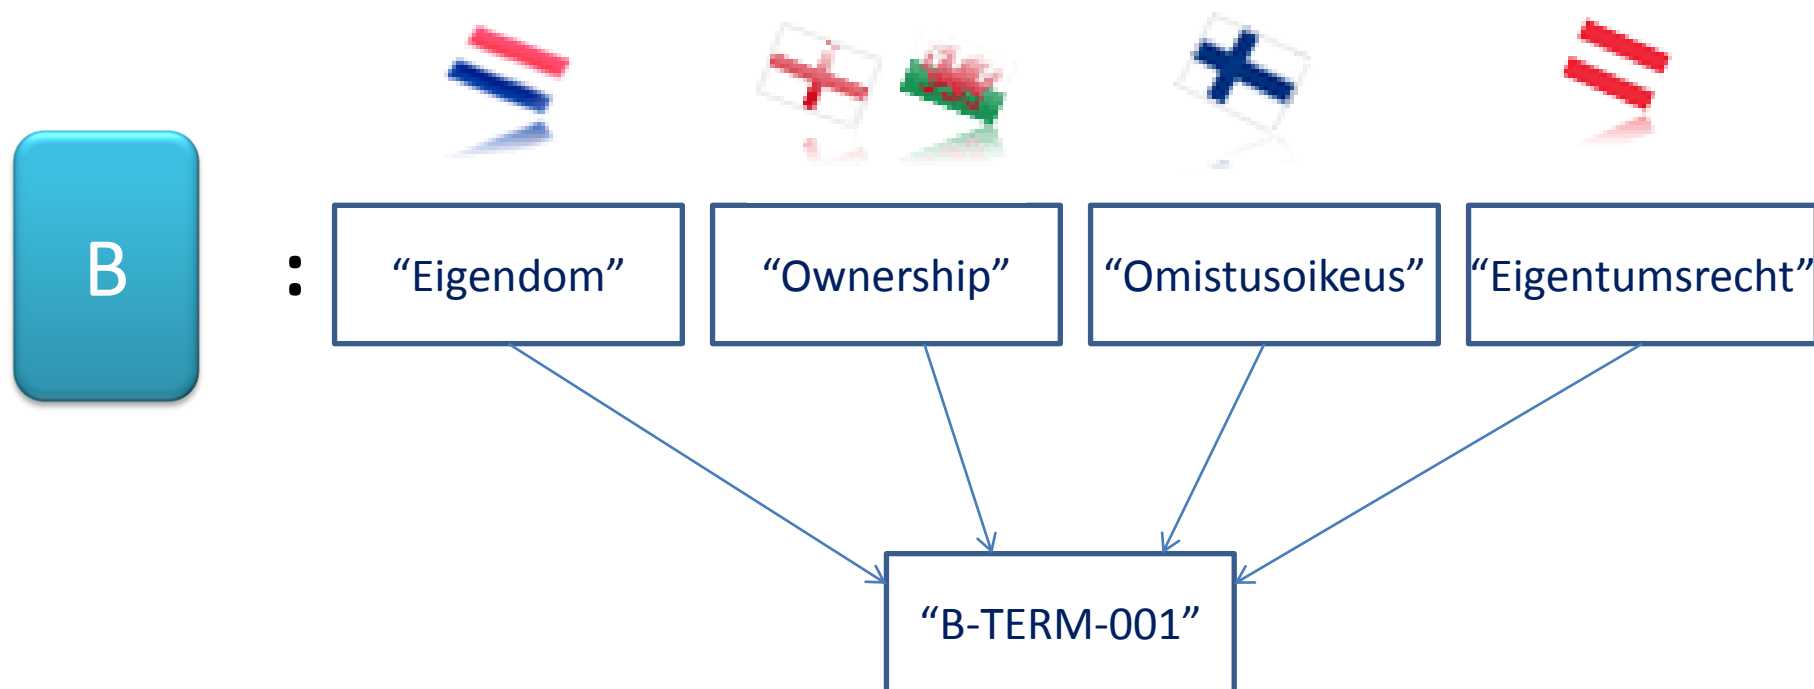 B
:
“Eigendom”
“Ownership”
“Omistusoikeus”
“Eigentumsrecht”
“B-TERM-001”